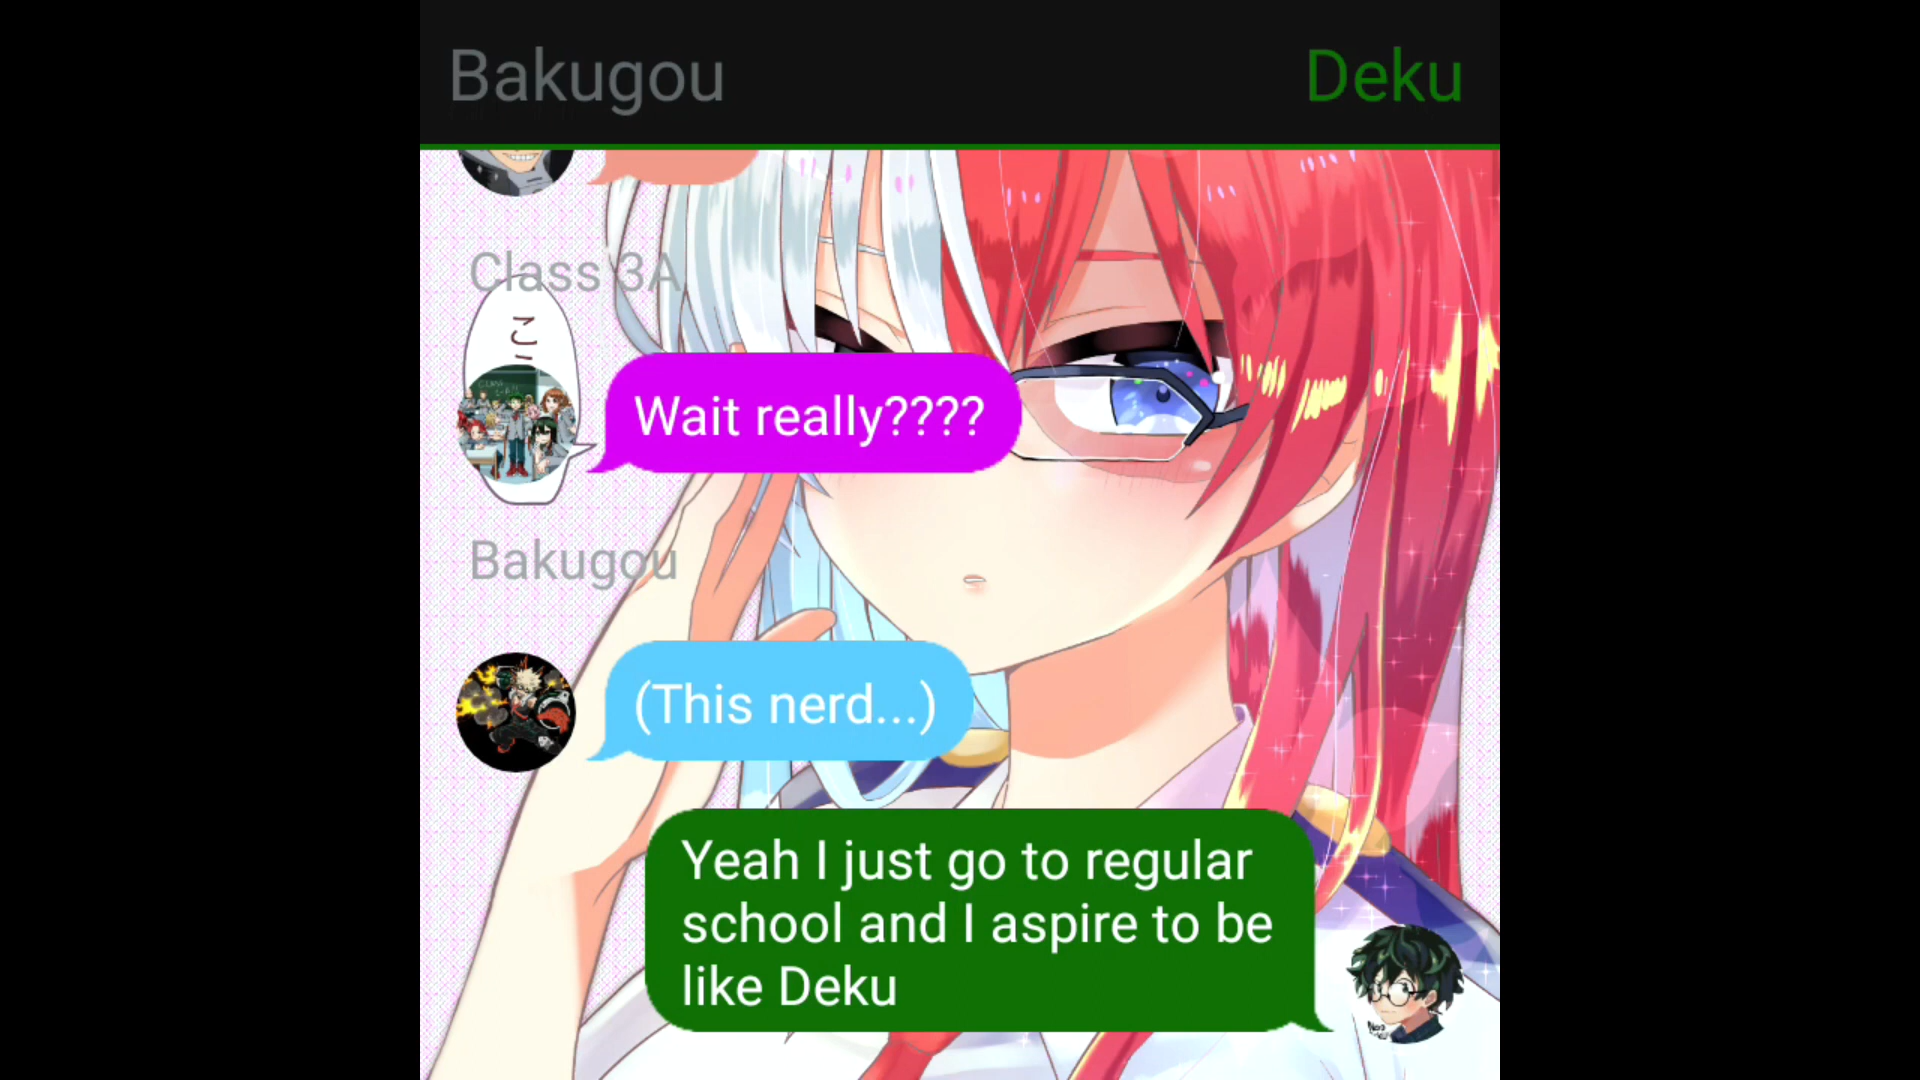 Bakugou
Deku
Class 3A
こ
Wait really????
Bakugou
(This nerd...)
Yeah I just go to regular
school and I aspire to be
like Deku